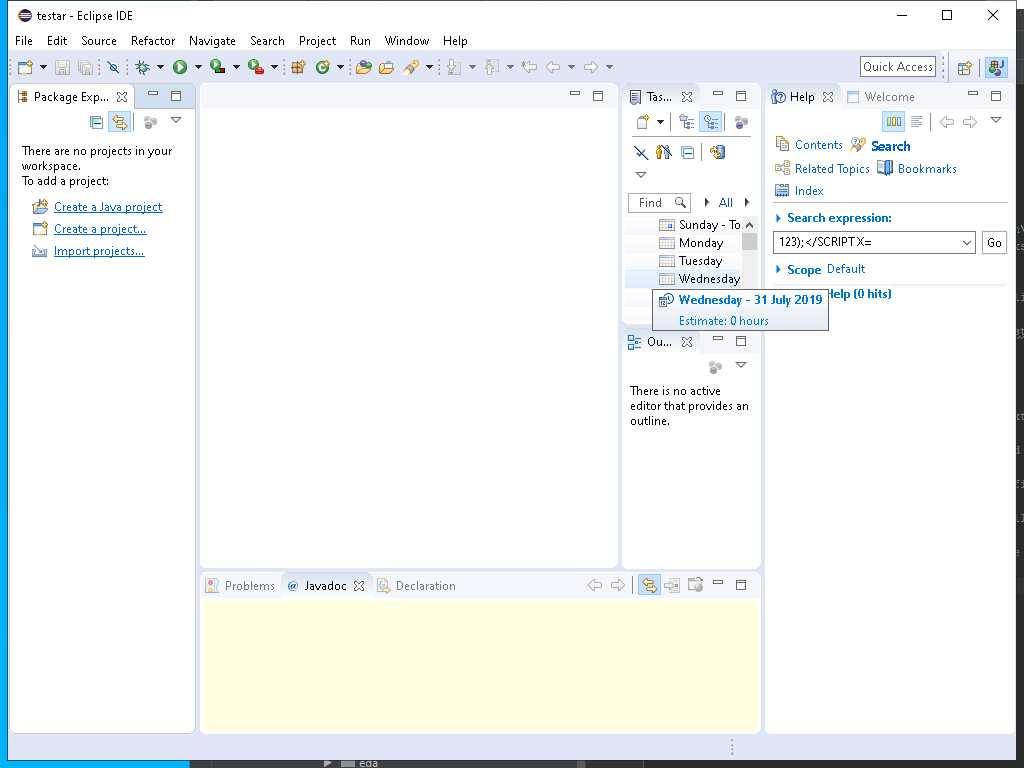 testar - Eclipse IDE
File Edit Source Refactor Navigate Search Project Run Window Help
Quick Access
Package Exp...
Tas...
Help
Welcome
There are no projects in your
workspace.
To add a project:
Create a Java project
Create a project...
Import projects...
Find
All
Sunday - To
Monday
Tuesday
Wednesday
Wednesday - 31 July 2019
Estimate: 0 hours
Ou...
There is no active
editor that provides an
outline.
Contents
Search
Related Topics
Bookmarks
Index
Search expression:
123);</SCRIPT X=
Go
Scope Default
Help (0 hits)
Problems
@ Javadoc
Declaration
eda